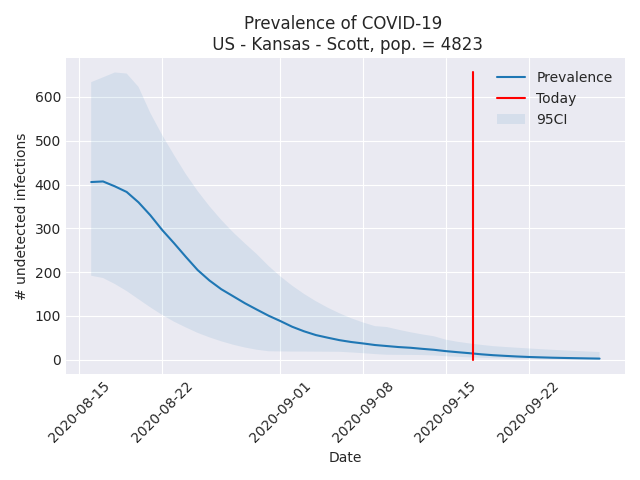 Prevalence of COVID-19
US - Kansas - Scott, pop. = 4823
Prevalence
Today
95CI
# undetected infections
600
500
400
300
200
100
0
2020-08-15
2020-08-22
2020-09-01
2020-09-08
2020-09-15
2020-09-22
Date